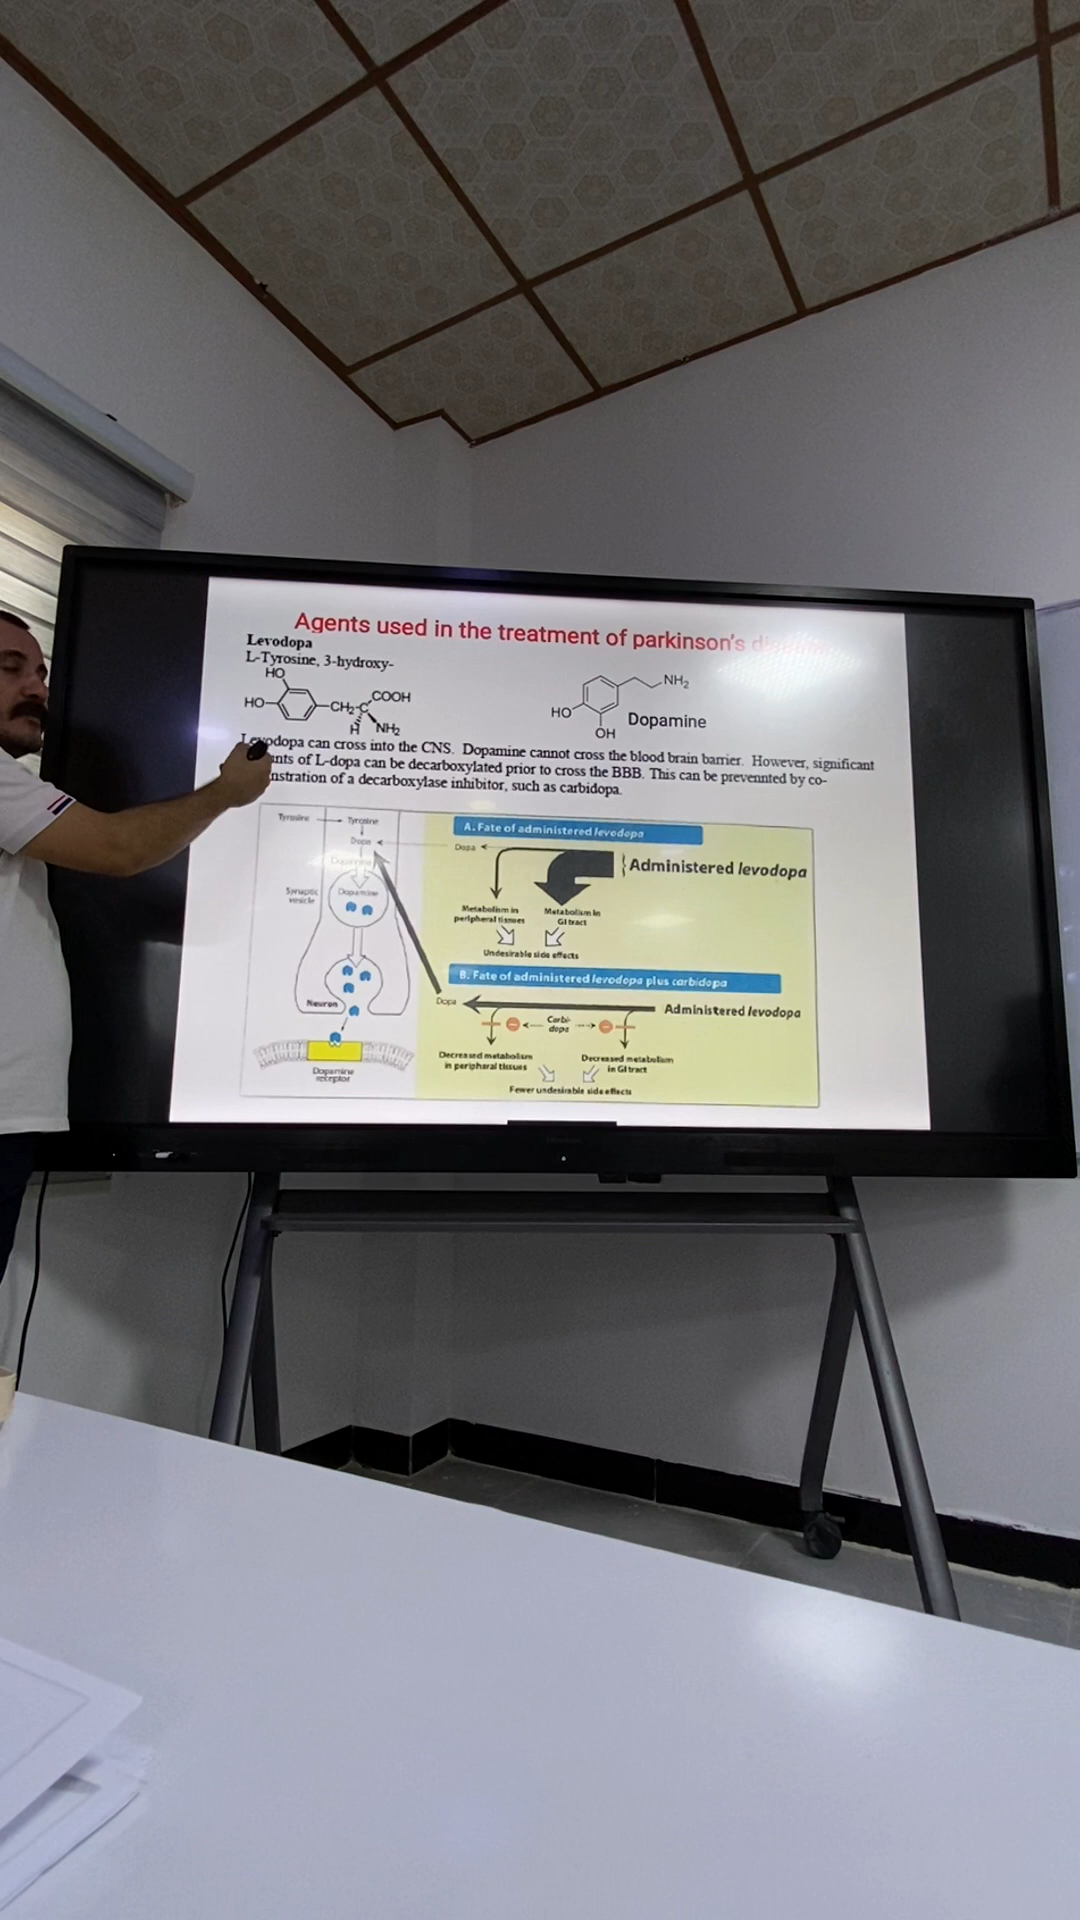 Agents used in the treatment of parkinson's
Levodopa
L-Tyrosine, 3-hydroxy-
HO
HO
CH2
C
COOH
H
NH2
NH2
HO
OH
Dopamine
Levodopa can cross into the CNS. Dopamine cannot cross the blood brain barrier. However, significant
of L-dopa can be decarboxylated prior to cross the BBB. This can be prevennted by co-
of a decarboxylase inhibitor, such as carbidopa.
Tyrosine
Tyrosine
Dopa
Dopamine
Synaptic
vesicle
Dopamine
Neuron
Dopamine
receptor
A. Fate of administered levodopa
Dopa
Administered levodopa
Metabolism in
peripheral tissues
Metabolism in
GI tract
Undesirable side effects
B. Fate of administered levodopa plus carbidopa
Dopa
Administered levodopa
Carbi-
dopa
Decreased metabolism
in peripheral tissues
Decreased metabolism
in GI tract
Fewer undesirable side effects